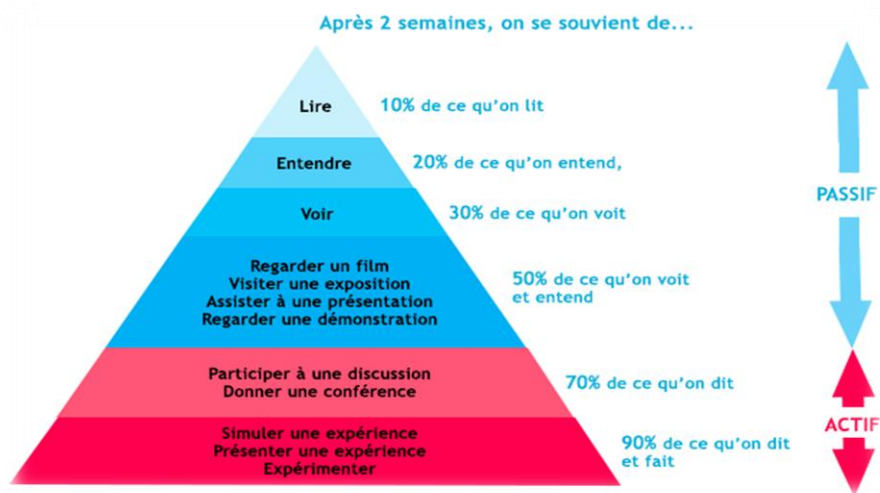 Après 2 semaines, on se souvient de...
Lire
10% de ce qu'on lit
Entendre
20% de ce qu'on entend,
Voir
30% de ce qu'on voit
PASSIF
Regarder un film
Visiter une exposition
Assister à une présentation
Regarder une démonstration
50% de ce qu'on voit
et entend
Participer à une discussion
Donner une conférence
70% de ce qu'on dit
ACTIF
Simuler une expérience
Présenter une expérience
Expérimenter
90% de ce qu'on dit
et fait